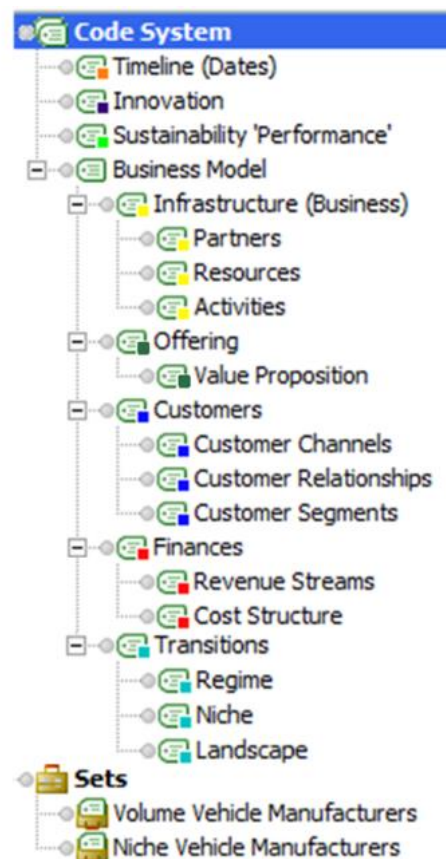 Code System
Timeline (Dates)
Innovation
Sustainability 'Performance'
Business Model
Infrastructure (Business)
Partners
Resources
Activities
Offering
Value Proposition
Customers
Customer Channels
Customer Relationships
Customer Segments
Finances
Revenue Streams
Cost Structure
Transitions
Regime
Niche
Landscape
Sets
Volume Vehicle Manufacturers
Niche Vehicle Manufacturers